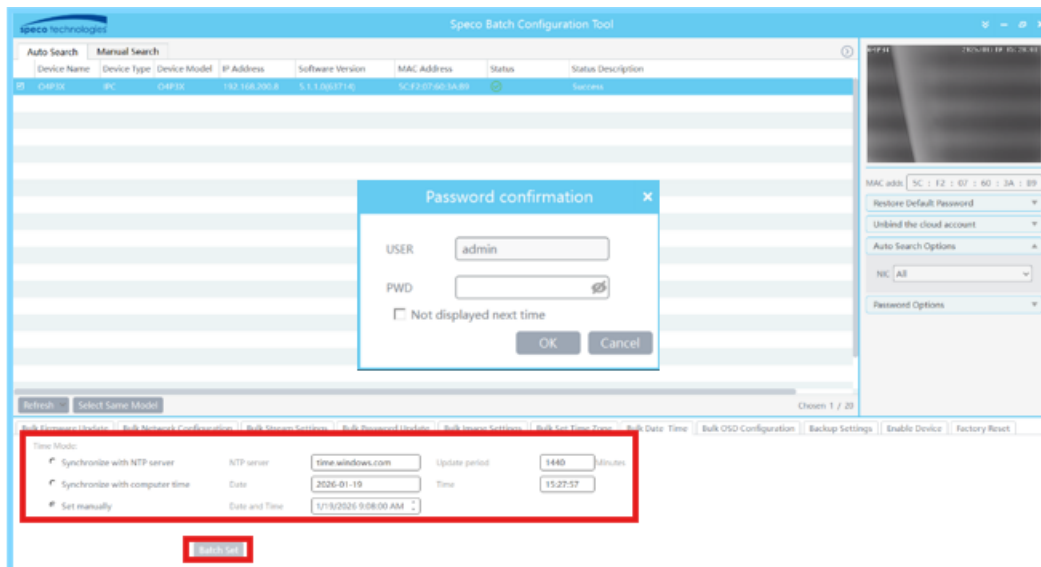 speco technologies
Speco Batch Configuration Tool
Auto Search Manual Search
Device Name Device Type Device Model IP Address Software Version MAC Address Status Status Description
O4P3X IPC O4P3X 192.168.200.8 5.1.1.0(63714) 5C:F2:07:60:3A:B9 Success
MAC addr. 5C : F2 : 07 : 60 : 3A : B9
Restore Default Password
Unbind the cloud account
Auto Search Options
NIC All
Password Options
Password confirmation
USER admin
PWD
Not displayed next time
OK Cancel
Refresh Select Same Model
Chosen 1 / 20
Bulk Firmware Update Bulk Network Configuration Bulk Stream Settings Bulk Password Update Bulk Image Settings Bulk Set Time Zone Bulk Date Time Bulk OSD Configuration Backup Settings Enable Device Factory Reset
Time Mode:
Synchronize with NTP server NTP server time.windows.com Update period 1440 Minutes
Synchronize with computer time Date 2026-01-19 Time 15:27:57
Set manually Date and Time 1/19/2026 9:08:00 AM
Batch Set